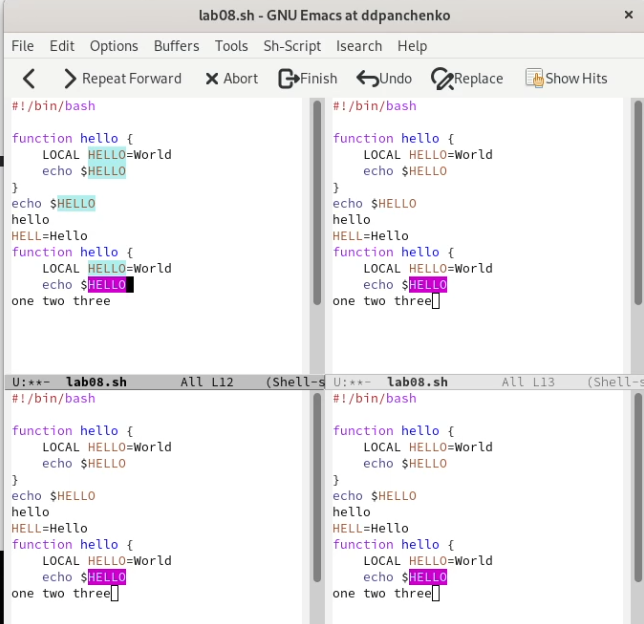 lab08.sh - GNU Emacs at ddpanchenko ×
File Edit Options Buffers Tools Sh-Script Isearch Help
Repeat Forward Abort Finish Undo Replace Show Hits
#!/bin/bash
function hello {
LOCAL HELLO=World
echo $HELLO
}
echo $HELLO
hello
HELL=Hello
function hello {
LOCAL HELLO=World
echo $HELLO
one two three
U:**- lab08.sh All L12 (Shell-s
#!/bin/bash
function hello {
LOCAL HELLO=World
echo $HELLO
}
echo $HELLO
hello
HELL=Hello
function hello {
LOCAL HELLO=World
echo $HELLO
one two three
U:**- lab08.sh All L13 (Shell-s
#!/bin/bash
function hello {
LOCAL HELLO=World
echo $HELLO
}
echo $HELLO
hello
HELL=Hello
function hello {
LOCAL HELLO=World
echo $HELLO
one two three
#!/bin/bash
function hello {
LOCAL HELLO=World
echo $HELLO
}
echo $HELLO
hello
HELL=Hello
function hello {
LOCAL HELLO=World
echo $HELLO
one two three